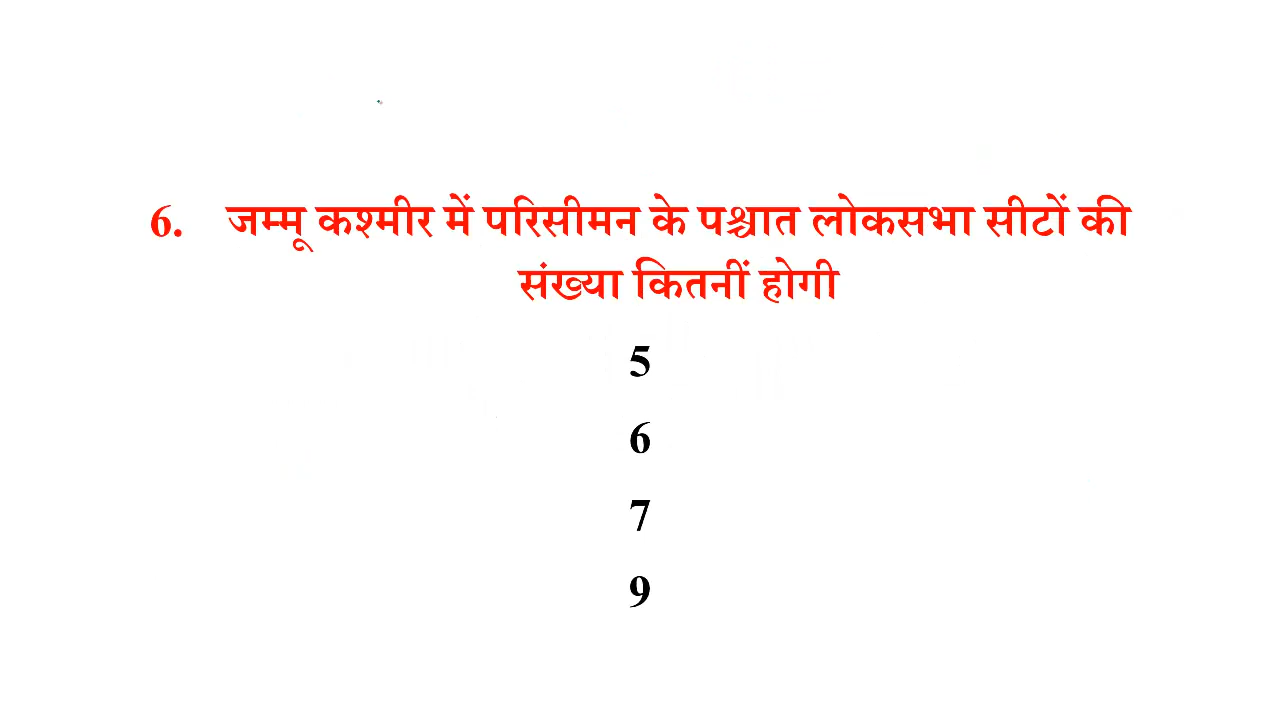 6. जम्मू कश्मीर में परिसीमन के पश्चात लोकसभा सीटों की
संख्या कितनीं होगी
5
6
7
9